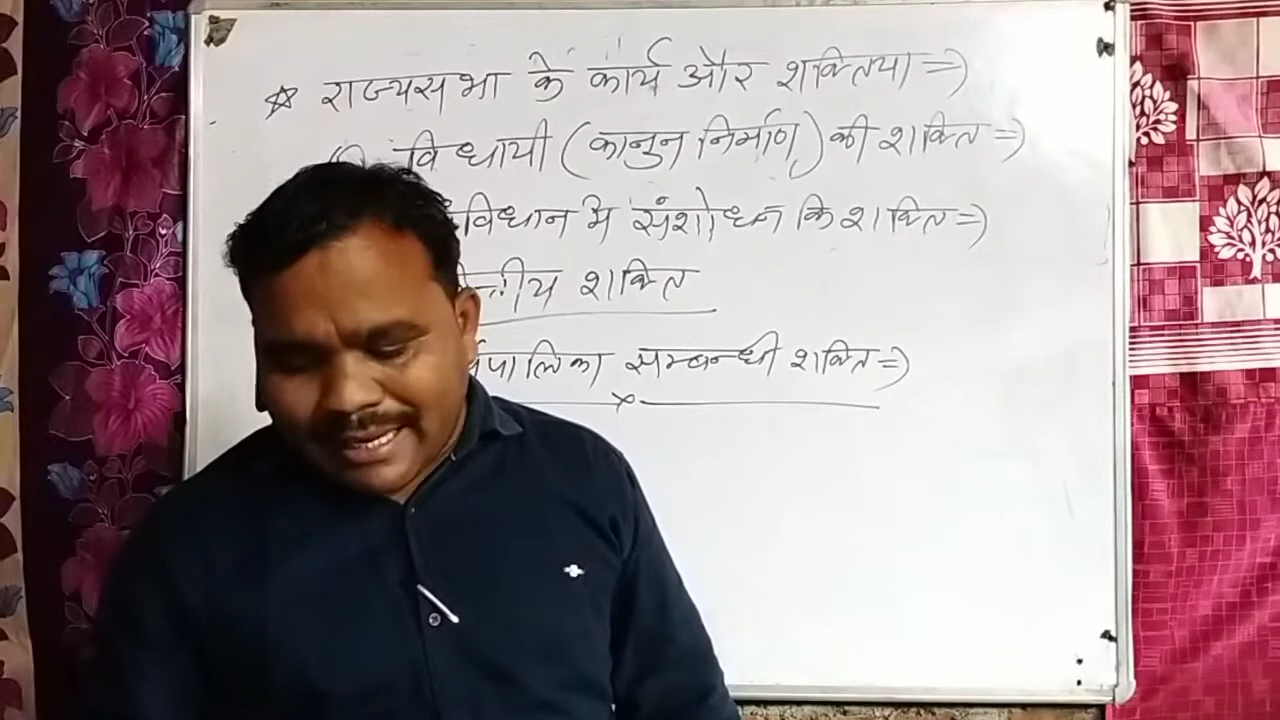 ☆ राज्यसभा के कार्य और शक्तिया =>
विधायी (कानुन निर्माण) की शक्ति =>
संविधान मे संशोधन कि शक्ति =>
शक्ति
सम्बन्धी शक्ति =>